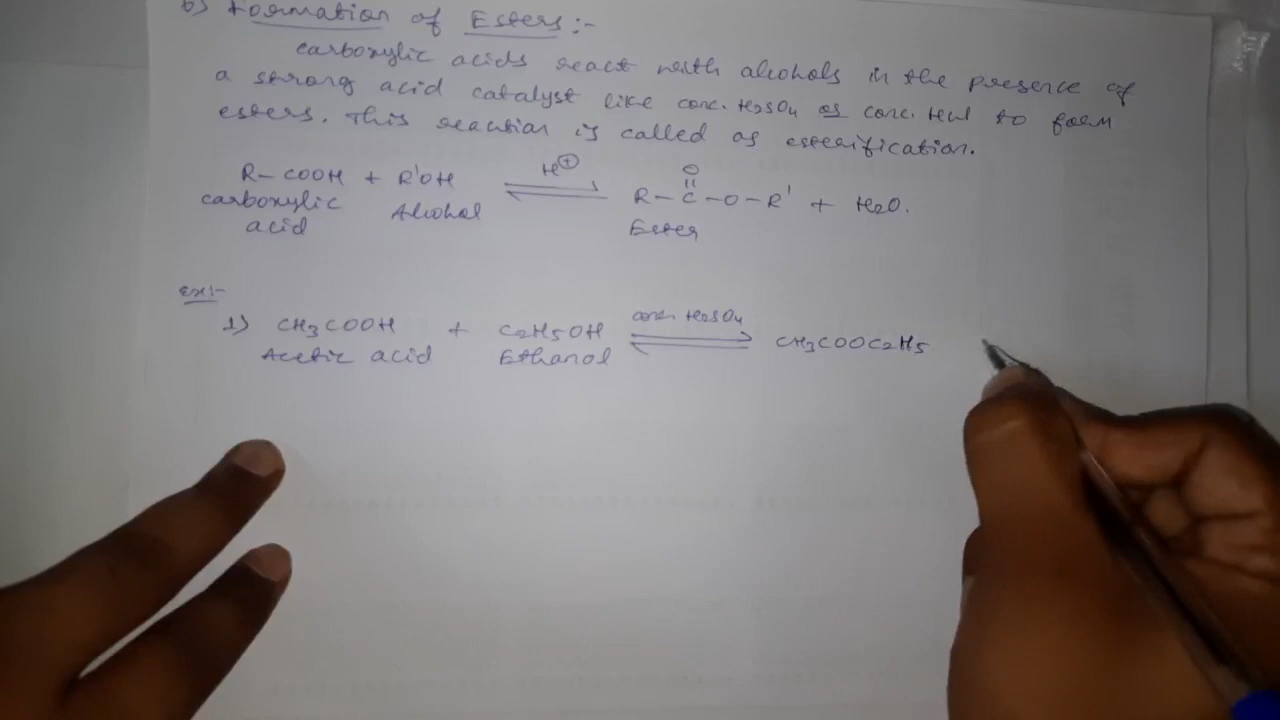 b) Formation of Esters:-
carboxylic acids react with alcohols in the presence of
a strong acid catalyst like conc. H2SO4 or conc. HCl to form
esters. This reaction is called as esterification.
R-COOH + R'OH ⇌ H⊕ R-C-O-R' + H2O.
O
carboxylic acid Alcohol Ester
Ex:-
1) CH3COOH + C2H5OH ⇌ conc. H2SO4 CH3COOC2H5
Acetic acid Ethanol